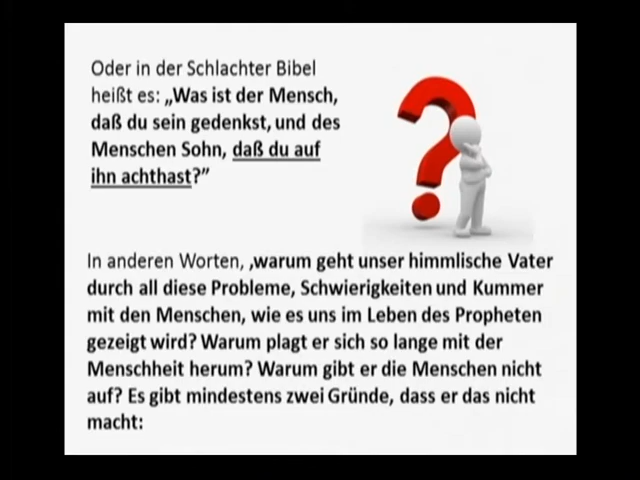 Oder in der Schlachter Bibel
heißt es: „Was ist der Mensch,
daß du sein gedenkst, und des
Menschen Sohn, daß du auf
ihn achthast?”
In anderen Worten, ‚warum geht unser himmlische Vater
durch all diese Probleme, Schwierigkeiten und Kummer
mit den Menschen, wie es uns im Leben des Propheten
gezeigt wird? Warum plagt er sich so lange mit der
Menschheit herum? Warum gibt er die Menschen nicht
auf? Es gibt mindestens zwei Gründe, dass er das nicht
macht: